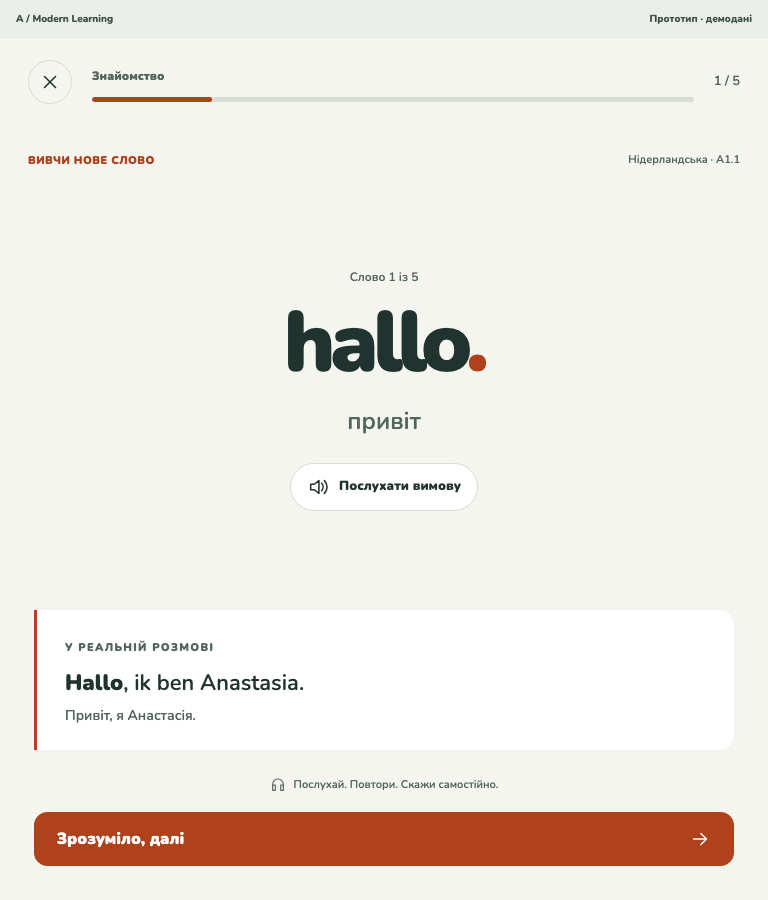 A / Modern Learning
Прототип · демодані
Знайомство
1 / 5
ВИВЧИ НОВЕ СЛОВО
Нідерландська · A1.1
Слово 1 із 5
hallo.
привіт
Послухати вимову
У РЕАЛЬНІЙ РОЗМОВІ
Hallo, ik ben Anastasia.
Привіт, я Анастасія.
Послухай. Повтори. Скажи самостійно.
Зрозуміло, далі